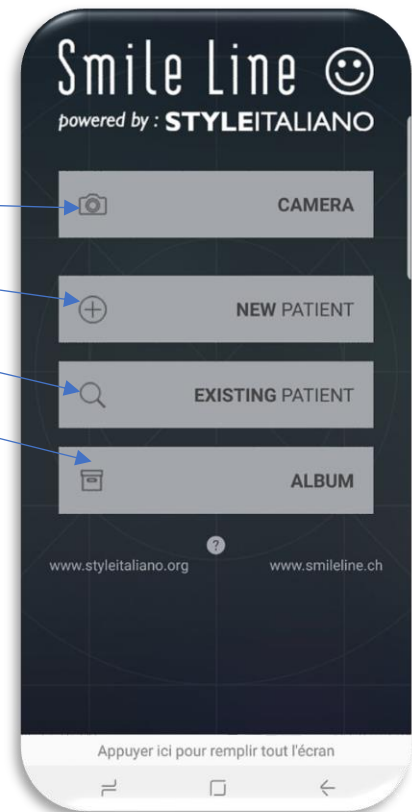 Smile Line
powered by : STYLEITALIANO
CAMERA
NEW PATIENT
EXISTING PATIENT
ALBUM
?
www.styleitaliano.org www.smileline.ch
Appuyer ici pour remplir tout l'écran